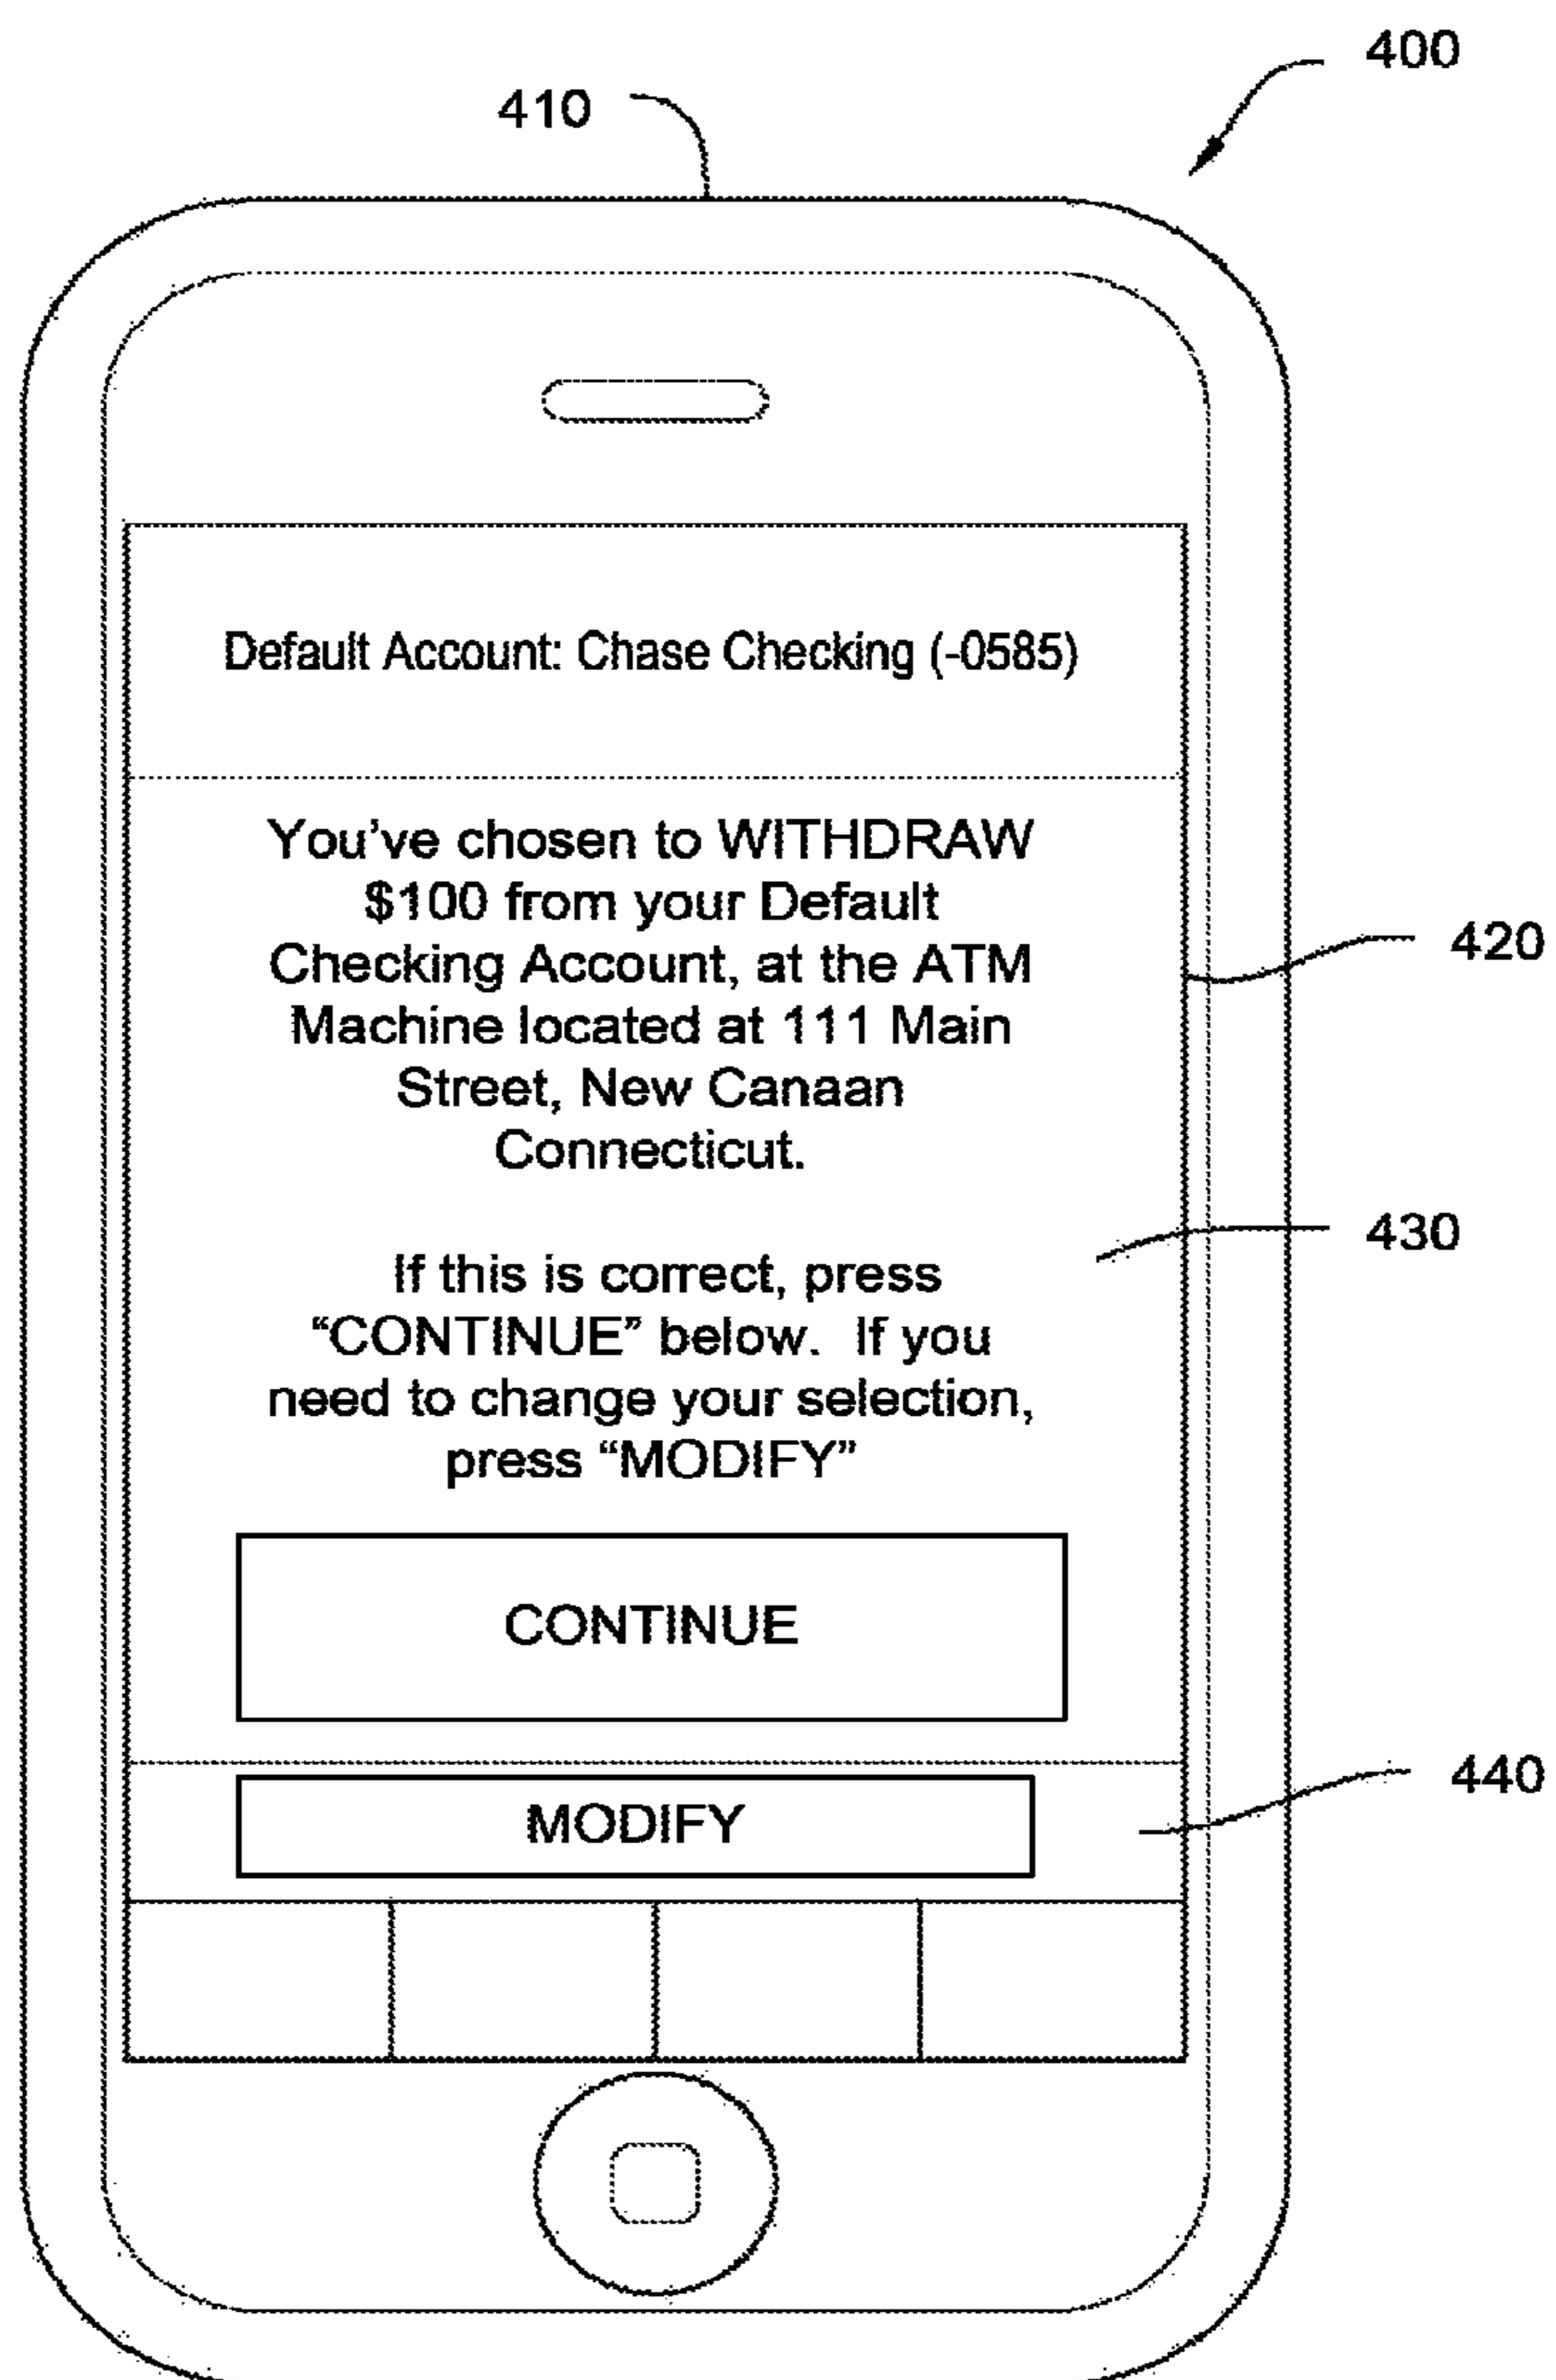 400
410
Default Account: Chase Checking (-0585)
You’ve chosen to WITHDRAW
$100 from your Default
Checking Account, at the ATM
Machine located at 111 Main
Street, New Canaan
Connecticut.
420
If this is correct, press
“CONTINUE” below.  If you
need to change your selection,
press “MODIFY”
430
CONTINUE
MODIFY
440